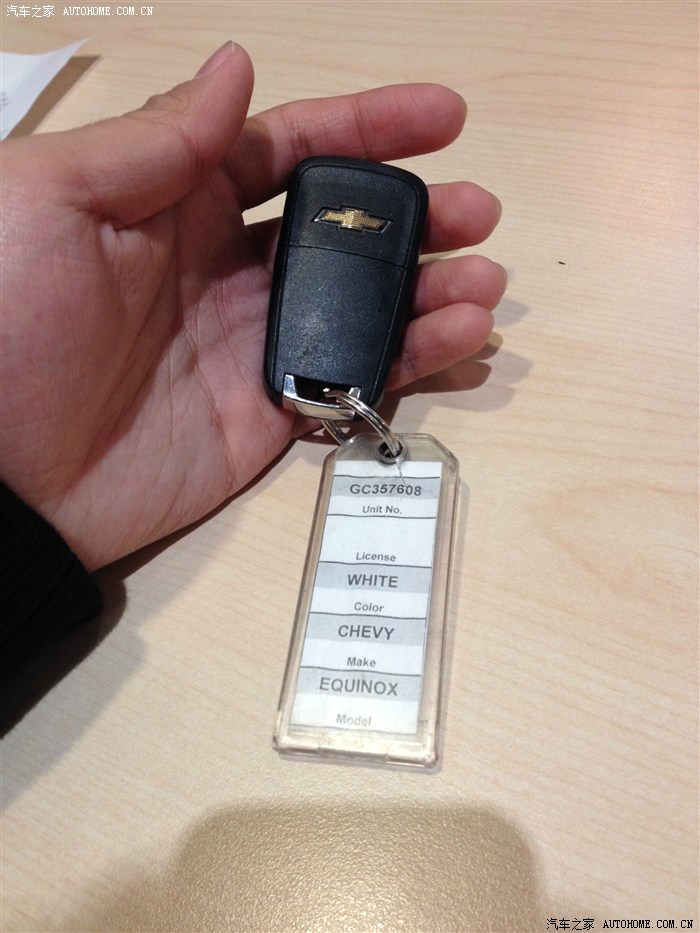 汽车之家 AUTOHOME.COM.CN
GC357608
Unit No.
License
WHITE
Color
CHEVY
Make
EQUINOX
Model
汽车之家 AUTOHOME.COM.CN